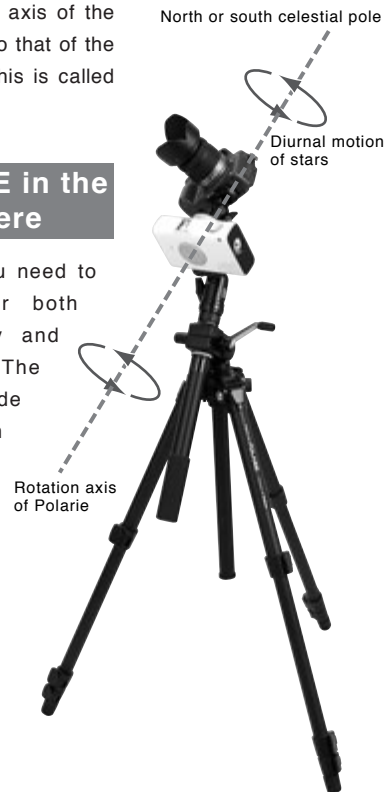 axis of the
o that of the
his is called
North or south celestial pole
Diurnal motion
of stars
E in the
ere
u need to
r both
y and
The
de
Rotation axis
of Polarie